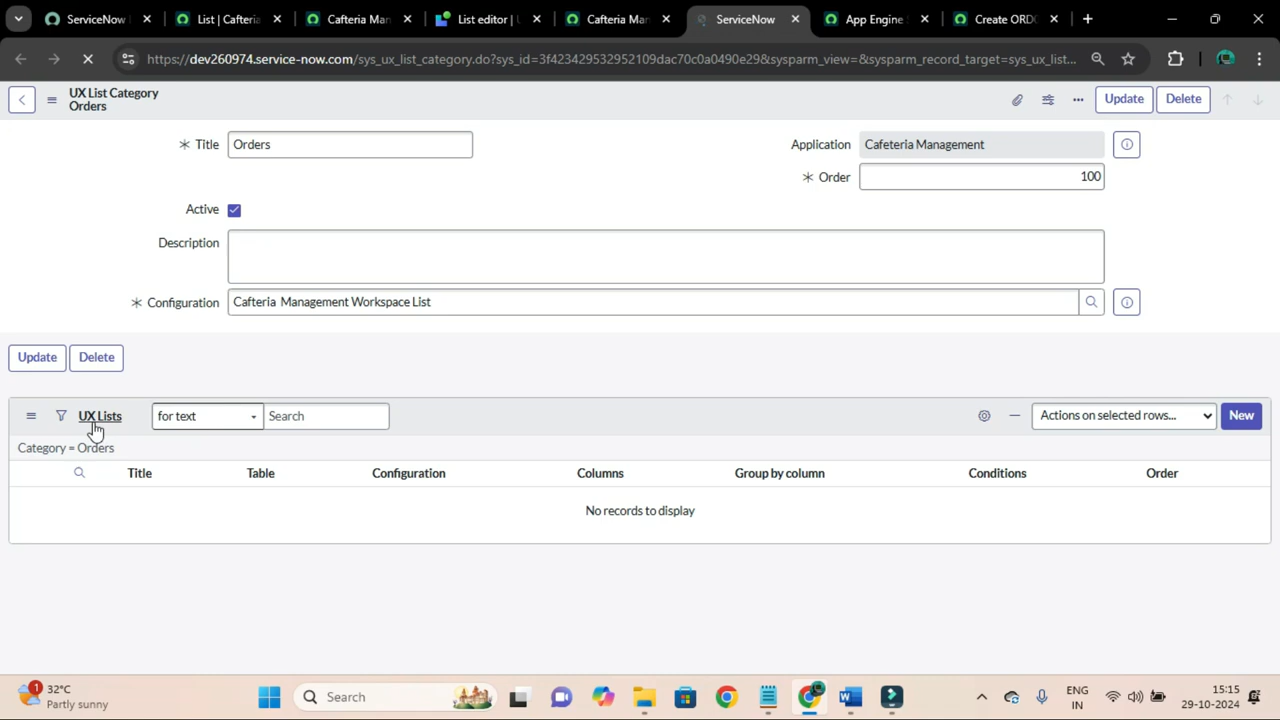 ServiceNow
List | Cafteria
Cafteria Man
List editor | U
Cafteria Man
ServiceNow
App Engine
Create ORD
https://dev260974.service-now.com/sys_ux_list_category.do?sys_id=3f423429532952109dac70c0a0490e29&sysparm_view=&sysparm_record_target=sys_ux_list...
UX List Category
Orders
Update
Delete
Title
Orders
Application
Cafeteria Management
Order
100
Active
Description
Configuration
Cafteria Management Workspace List
Update
Delete
UX Lists
for text
Search
Actions on selected rows...
New
Category = Orders
Title
Table
Configuration
Columns
Group by column
Conditions
Order
No records to display
1
32°C
Partly sunny
Search
ENG
IN
15:15
29-10-2024